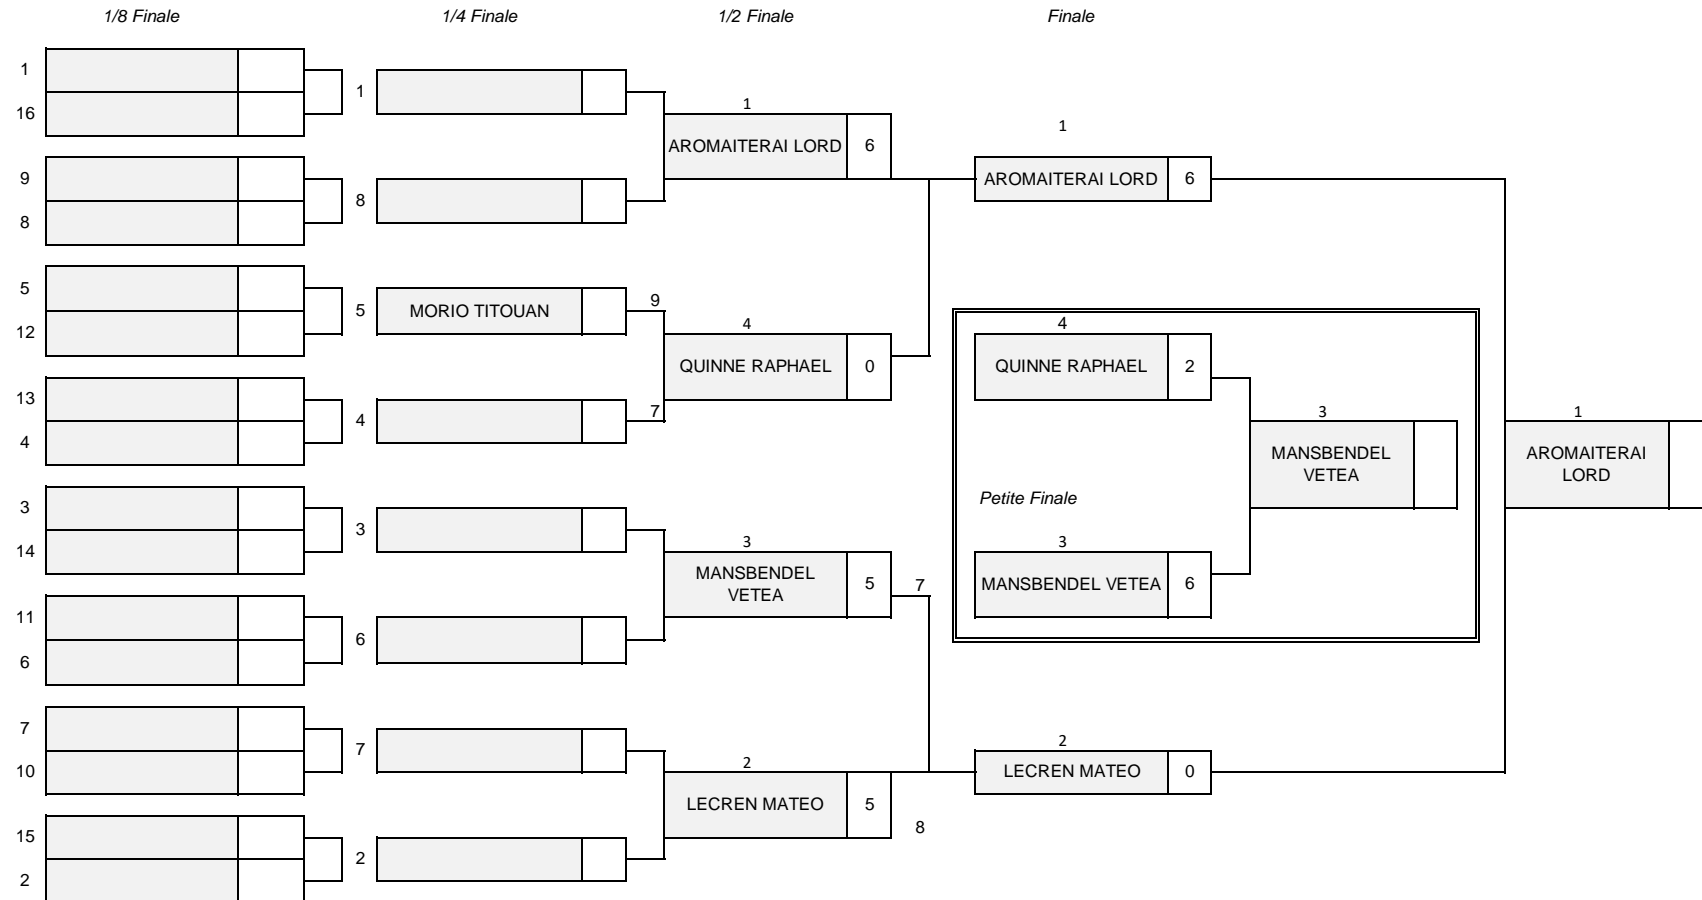 1/8 Finale
1/4 Finale
1/2 Finale
Finale
1
16
9
8
5
12
13
4
3
14
11
6
7
10
15
2
1
8
5
MORIO TITOUAN
9
4
7
3
6
7
2
1
AROMAITERAI LORD
6
4
QUINNE RAPHAEL
0
3
MANSBENDEL
VETEA
5
7
2
LECREN MATEO
5
8
1
AROMAITERAI LORD
6
4
QUINNE RAPHAEL
2
Petite Finale
3
MANSBENDEL VETEA
6
3
MANSBENDEL
VETEA
2
LECREN MATEO
0
1
AROMAITERAI
LORD